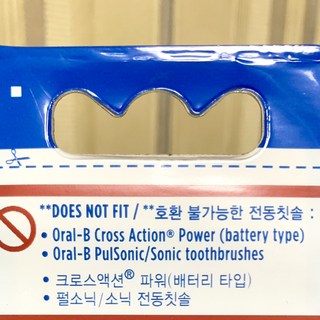 **DOES NOT FIT / **호환 불가능한 전동칫솔 :
• Oral-B Cross Action® Power (battery type)
• Oral-B PulSonic/Sonic toothbrushes
• 크로스액션® 파워(배터리 타입)
• 펄소닉/소닉 전동칫솔